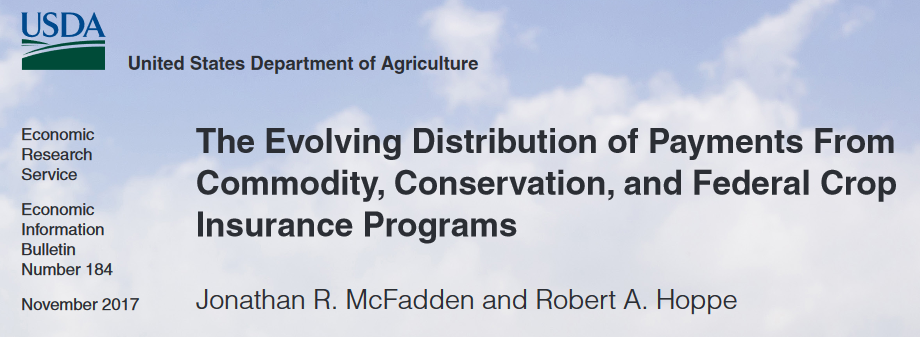 USDA
United States Department of Agriculture
Economic
Research
Service
Economic
Information
Bulletin
Number 184
November 2017
The Evolving Distribution of Payments From
Commodity, Conservation, and Federal Crop
Insurance Programs
Jonathan R. McFadden and Robert A. Hoppe